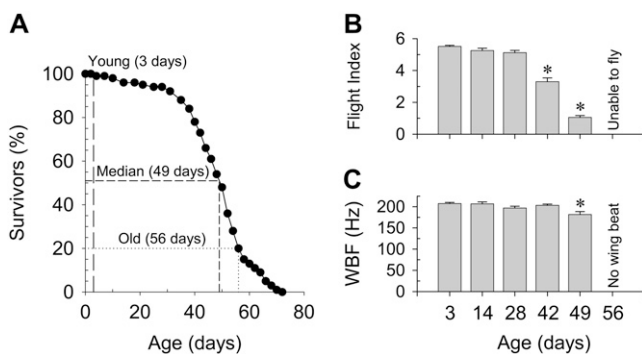 A
Young (3 days)
100
80
60
40
20
0
Median (49 days)
Old (56 days)
Survivors (%)
0 20 40 60 80
Age (days)
B
6
4
2
0
Flight Index
* *
Unable to fly
C
200
150
100
50
0
WBF (Hz)
*
No wing beat
3 14 28 42 49 56
Age (days)